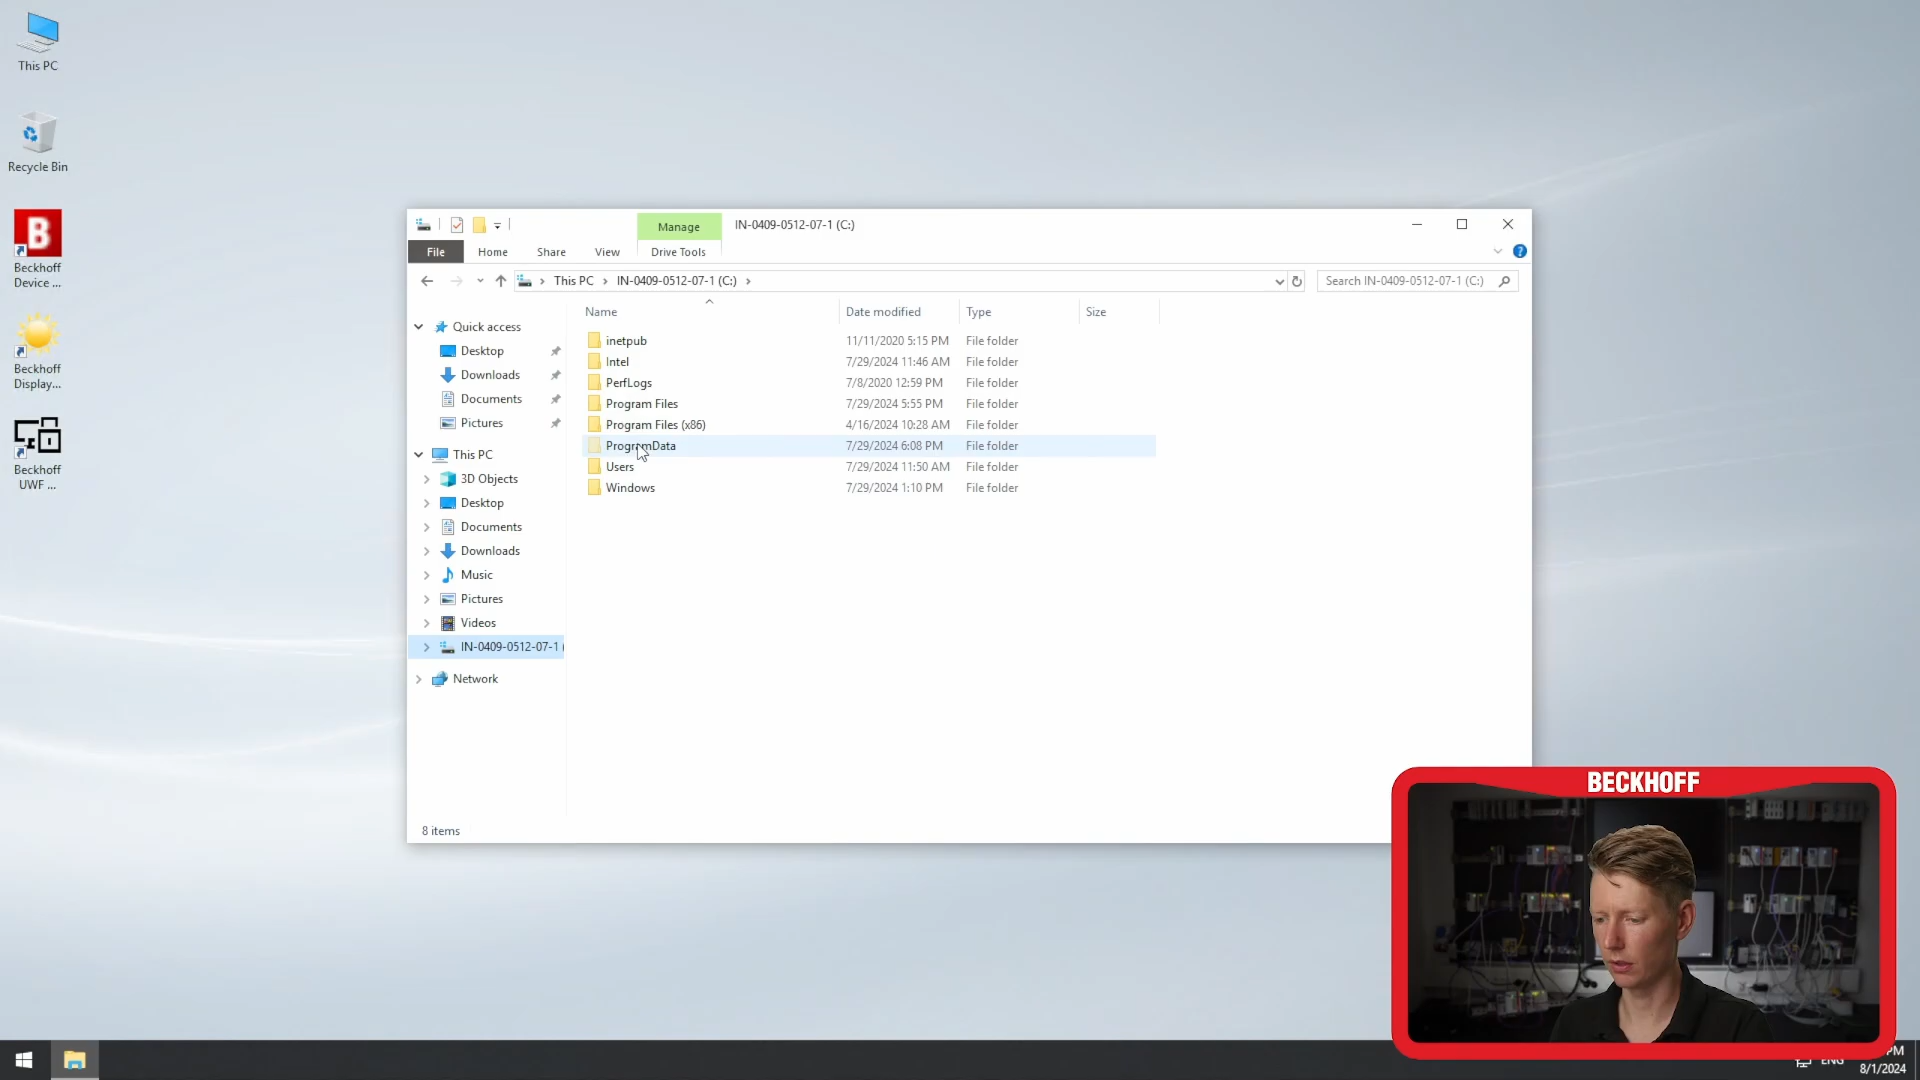 This PC
Recycle Bin
B
Beckhoff
Device ...
Beckhoff
Display...
Beckhoff
UWF ...
Manage
IN-0409-0512-07-1 (C:)
File
Home
Share
View
Drive Tools
This PC > IN-0409-0512-07-1 (C:) >
Search IN-0409-0512-07-1 (C:)
Name
Date modified
Type
Size
Quick access
Desktop
Downloads
Documents
Pictures
This PC
3D Objects
Desktop
Documents
Downloads
Music
Pictures
Videos
IN-0409-0512-07-1 (
Network
inetpub 11/11/2020 5:15 PM File folder
Intel 7/29/2024 11:46 AM File folder
PerfLogs 7/8/2020 12:59 PM File folder
Program Files 7/29/2024 5:55 PM File folder
Program Files (x86) 4/16/2024 10:28 AM File folder
ProgramData 7/29/2024 6:08 PM File folder
Users 7/29/2024 11:50 AM File folder
Windows 7/29/2024 1:10 PM File folder
8 items
BECKHOFF
ENG
PM
8/1/2024